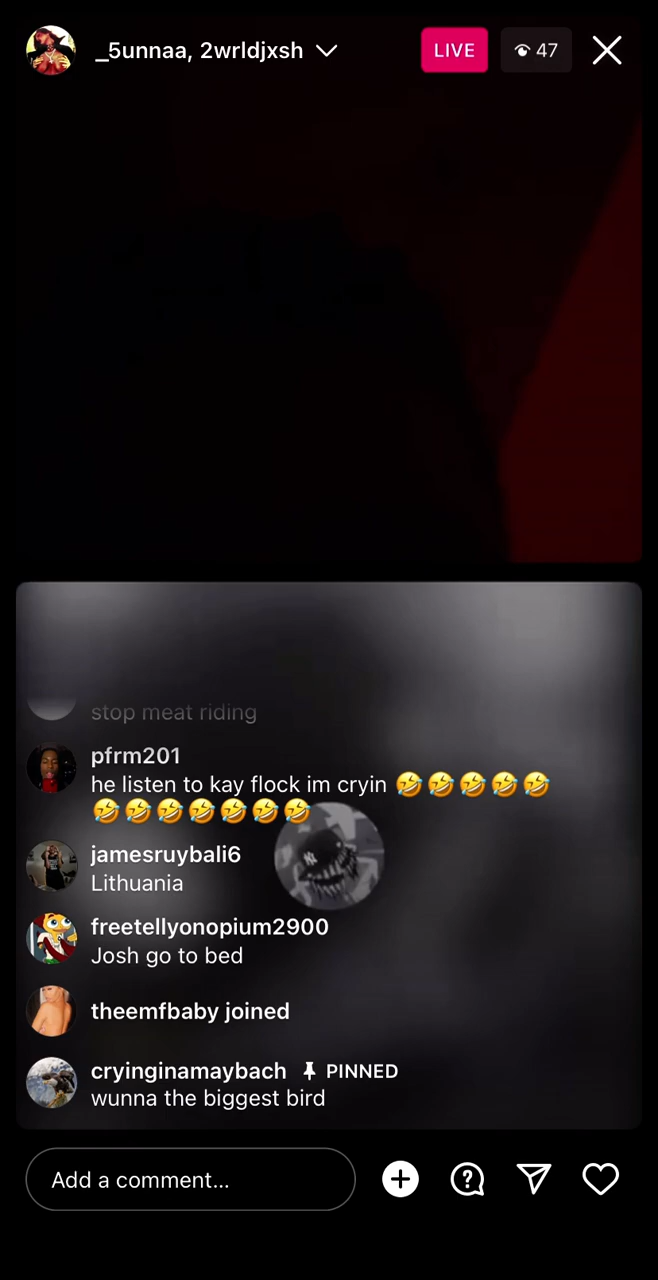 _5unnaa, 2wrldjxsh
LIVE
47
stop meat riding
pfrm201
he listen to kay flock im cryin 🤣🤣🤣🤣🤣
🤣🤣🤣🤣🤣🤣🤣
jamesruybali6
Lithuania
freetellyonopium2900
Josh go to bed
theemfbaby joined
cryinginamaybach PINNED
wunna the biggest bird
Add a comment...